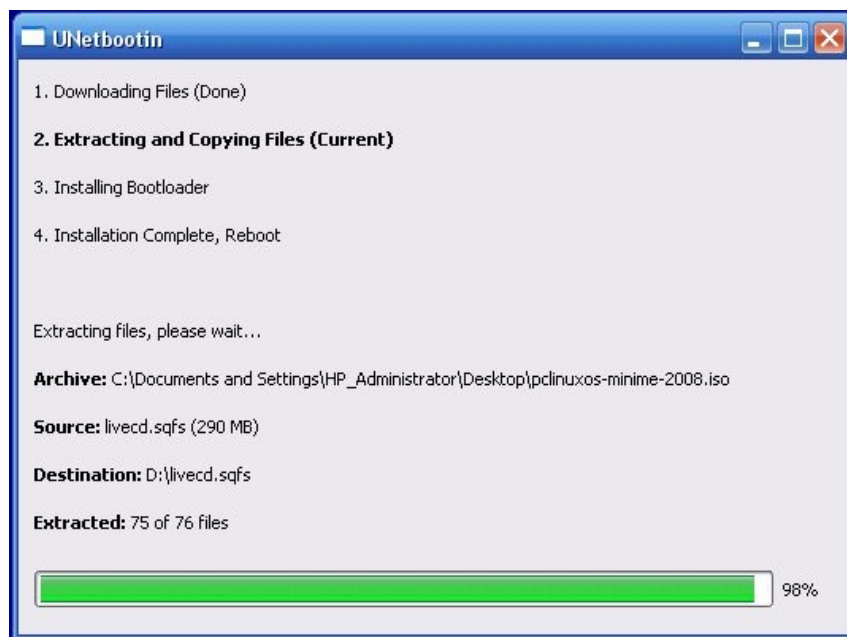 UNetbootin
1. Downloading Files (Done)
2. Extracting and Copying Files (Current)
3. Installing Bootloader
4. Installation Complete, Reboot
Extracting files, please wait...
Archive: C:\Documents and Settings\HP_Administrator\Desktop\pclinuxos-minime-2008.iso
Source: livecd.sqfs (290 MB)
Destination: D:\livecd.sqfs
Extracted: 75 of 76 files
98%